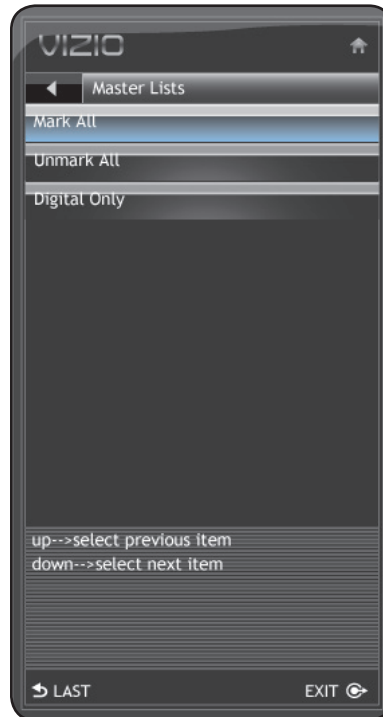 VIZIO
Master Lists
Mark All
Unmark All
Digital Only
up-->select previous item
down-->select next item
LAST EXIT